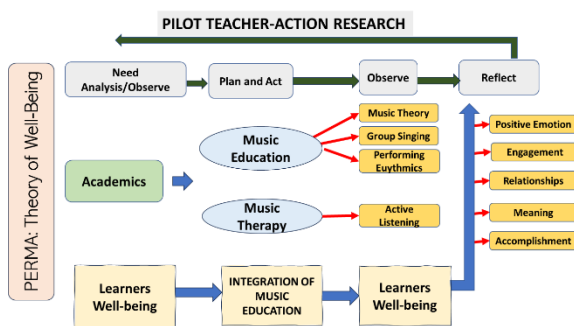 PILOT TEACHER-ACTION RESEARCH
PERMA: Theory of Well-Being
Need
Analysis/Observe
Plan and Act
Observe
Reflect
Music
Education
Music Theory
Group Singing
Performing
Euythmics
Positive Emotion
Engagement
Relationships
Meaning
Accomplishment
Academics
Music
Therapy
Active
Listening
Learners
Well-being
INTEGRATION OF
MUSIC
EDUCATION
Learners
Well-being